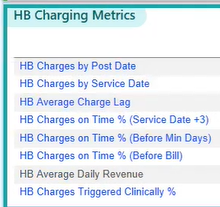 HB Charging Metrics
HB Charges by Post Date
HB Charges by Service Date
HB Average Charge Lag
HB Charges on Time % (Service Date +3)
HB Charges on Time % (Before Min Days)
HB Charges on Time % (Before Bill)
HB Average Daily Revenue
HB Charges Triggered Clinically %